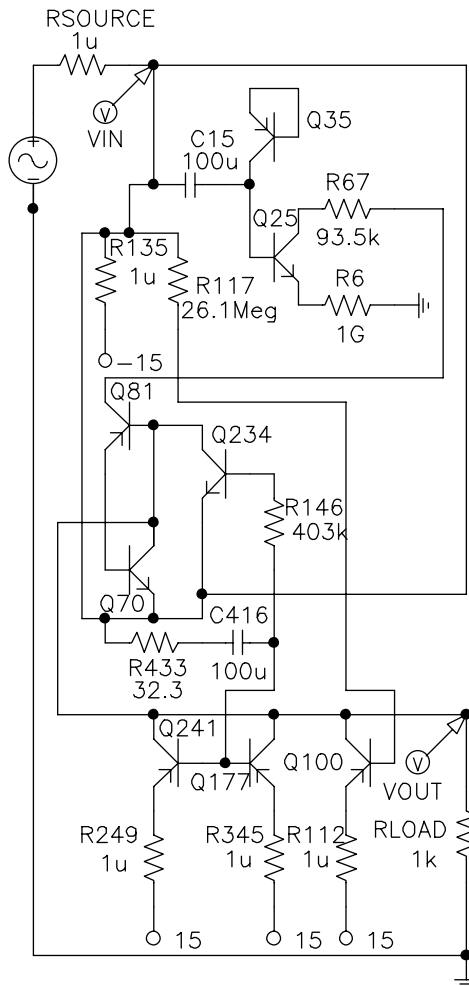 RSOURCE
1u
V
VIN
C15
100u
Q35
R67
93.5k
Q25
R6
1G
R135
1u
R117
26.1Meg
-15
Q81
Q234
R146
403k
Q70
C416
R433
32.3
100u
Q241
Q177
Q100
V
VOUT
R249
1u
R345
1u
R112
1u
RLOAD
1k
15
15
15